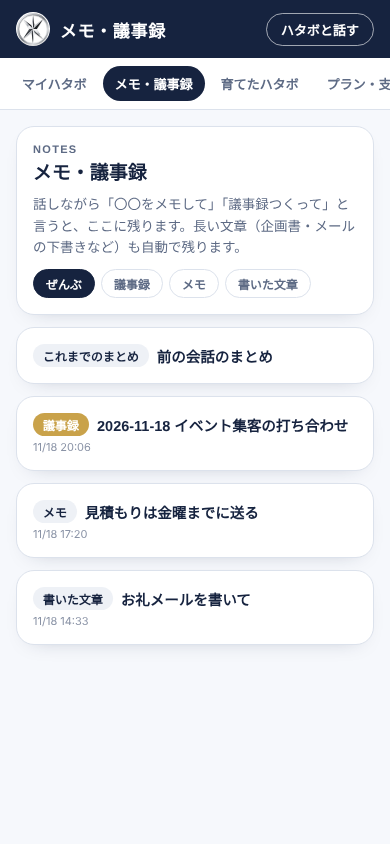 メモ・議事録
ハタボと話す
マイハタボ
メモ・議事録
育てたハタボ
プラン・支
NOTES
メモ・議事録
話しながら「〇〇をメモして」「議事録つくって」と
言うと、ここに残ります。長い文章（企画書・メール
の下書きなど）も自動で残ります。
ぜんぶ
議事録
メモ
書いた文章
これまでのまとめ
前の会話のまとめ
議事録
2026-11-18 イベント集客の打ち合わせ
11/18 20:06
メモ
見積もりは金曜までに送る
11/18 17:20
書いた文章
お礼メールを書いて
11/18 14:33